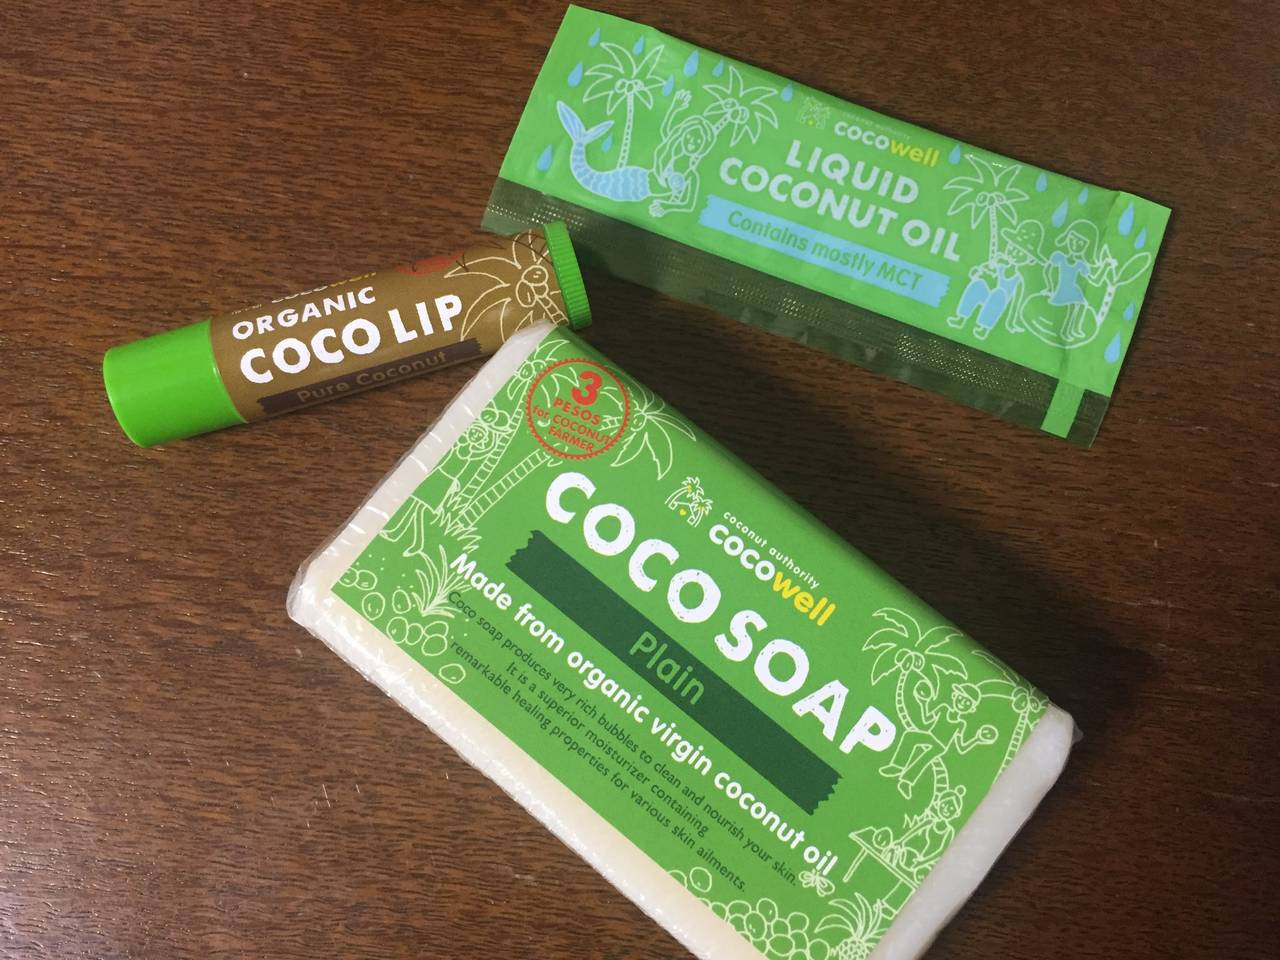 coconut authority
cocowell
LIQUID
COCONUT OIL
Contains mostly MCT
ORGANIC
COCO LIP
Pure Coconut
3
PESOS
for COCONUT
FARMER
coconut authority
cocowell
COCO SOAP
Plain
Made from organic virgin coconut oil
Coco soap produces very rich bubbles to clean and nourish your skin.
It is a superior moisturizer containing
remarkable healing properties for various skin ailments.